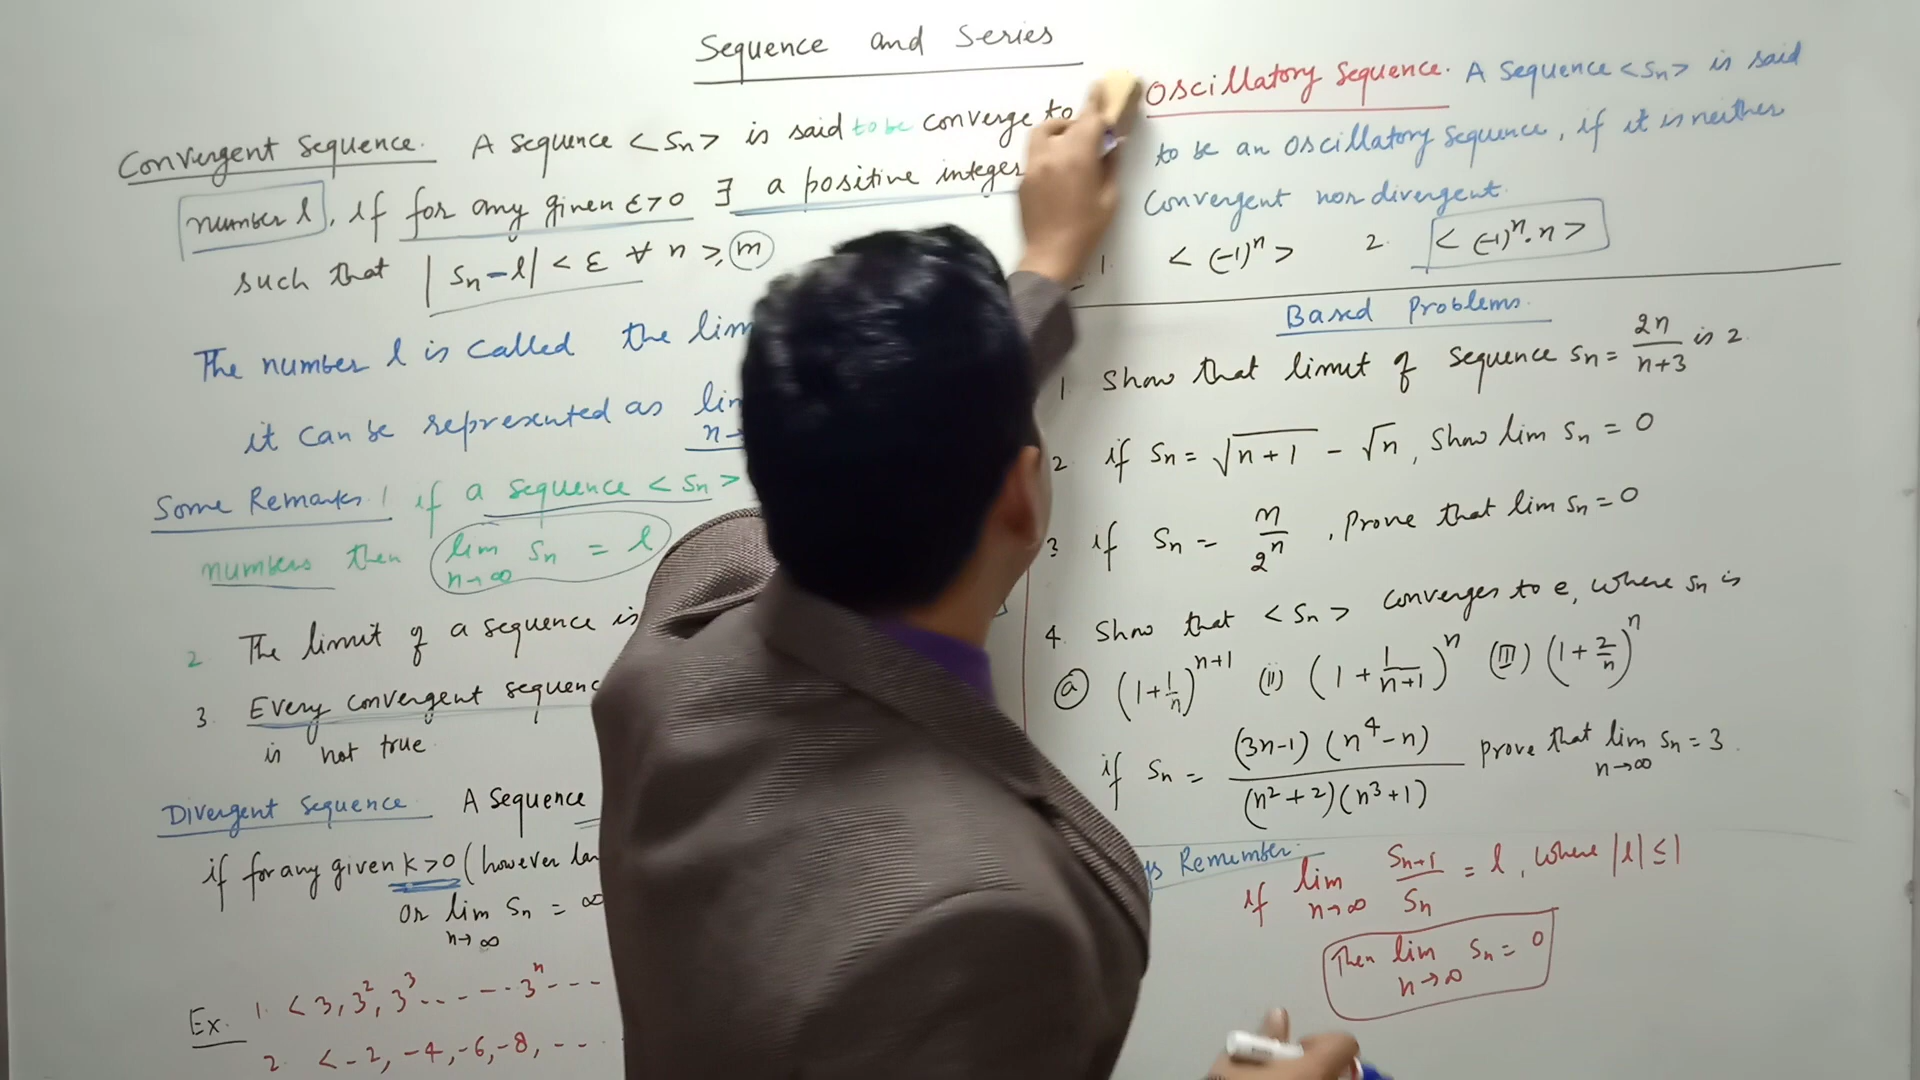 Sequence and Series
Convergent Sequence. A sequence <Sn> is said to be converge to
number l, if for any given ε>0 ∃ a positive integer
such that |Sn-l| < ε ∀ n ≥ m
The number l is called the
it can be represented as
Some Remarks. 1 if a sequence <Sn>
numbers then lim n→∞ Sn = l
2 The limit of a sequence is
3. Every convergent
is not true
Divergent Sequence A sequence
if for any given k>0 (however
or lim n→∞ Sn = ∞
Ex. 1. <3, 3², 3³ ... --- 3ⁿ ---
2. <-2, -4, -6, -8, ---
Oscillatory Sequence. A sequence <Sn> is said
to be an oscillatory sequence, if it is neither
Convergent nor divergent.
1. <(-1)ⁿ> 2. <(-1)ⁿ.n>
Based Problems.
1 Show that limit of sequence Sn = 2n/(n+3) is 2
2 if Sn = √(n+1) - √n, show lim Sn = 0
3 if Sn = n/2ⁿ, prove that lim Sn = 0
4. Show that <Sn> converges to e, where Sn is
(a) (1+1/n)ⁿ⁺¹ (ii) (1+1/(n+1))ⁿ (III) (1+2/n)ⁿ
if Sn = (3n-1)(n⁴-n)/(n²+2)(n³+1) prove that lim n→∞ Sn = 3.
Remember.
if lim n→∞ Sn+1/Sn = l, where |l| ≤ 1
Then lim n→∞ Sn = 0